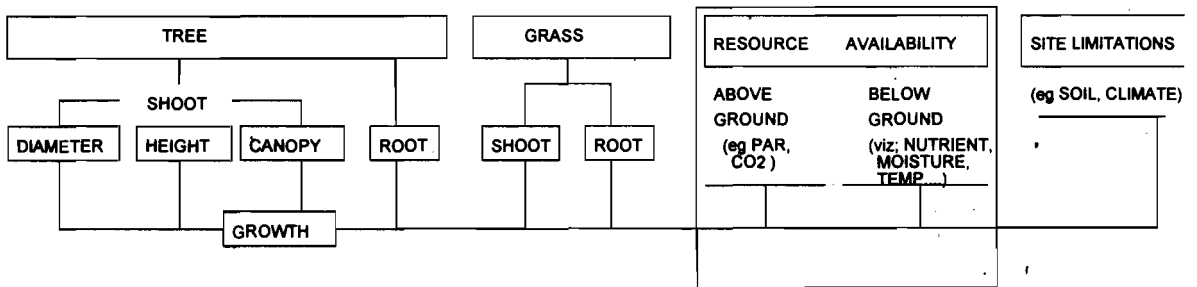 TREE
GRASS
RESOURCE AVAILABILITY
SITE LIMITATIONS
SHOOT
DIAMETER
HEIGHT
CANOPY
ROOT
SHOOT
ROOT
ABOVE
GROUND
(eg PAR,
CO2 )
BELOW
GROUND
(viz; NUTRIENT,
MOISTURE,
TEMP....)
(eg SOIL, CLIMATE)
GROWTH